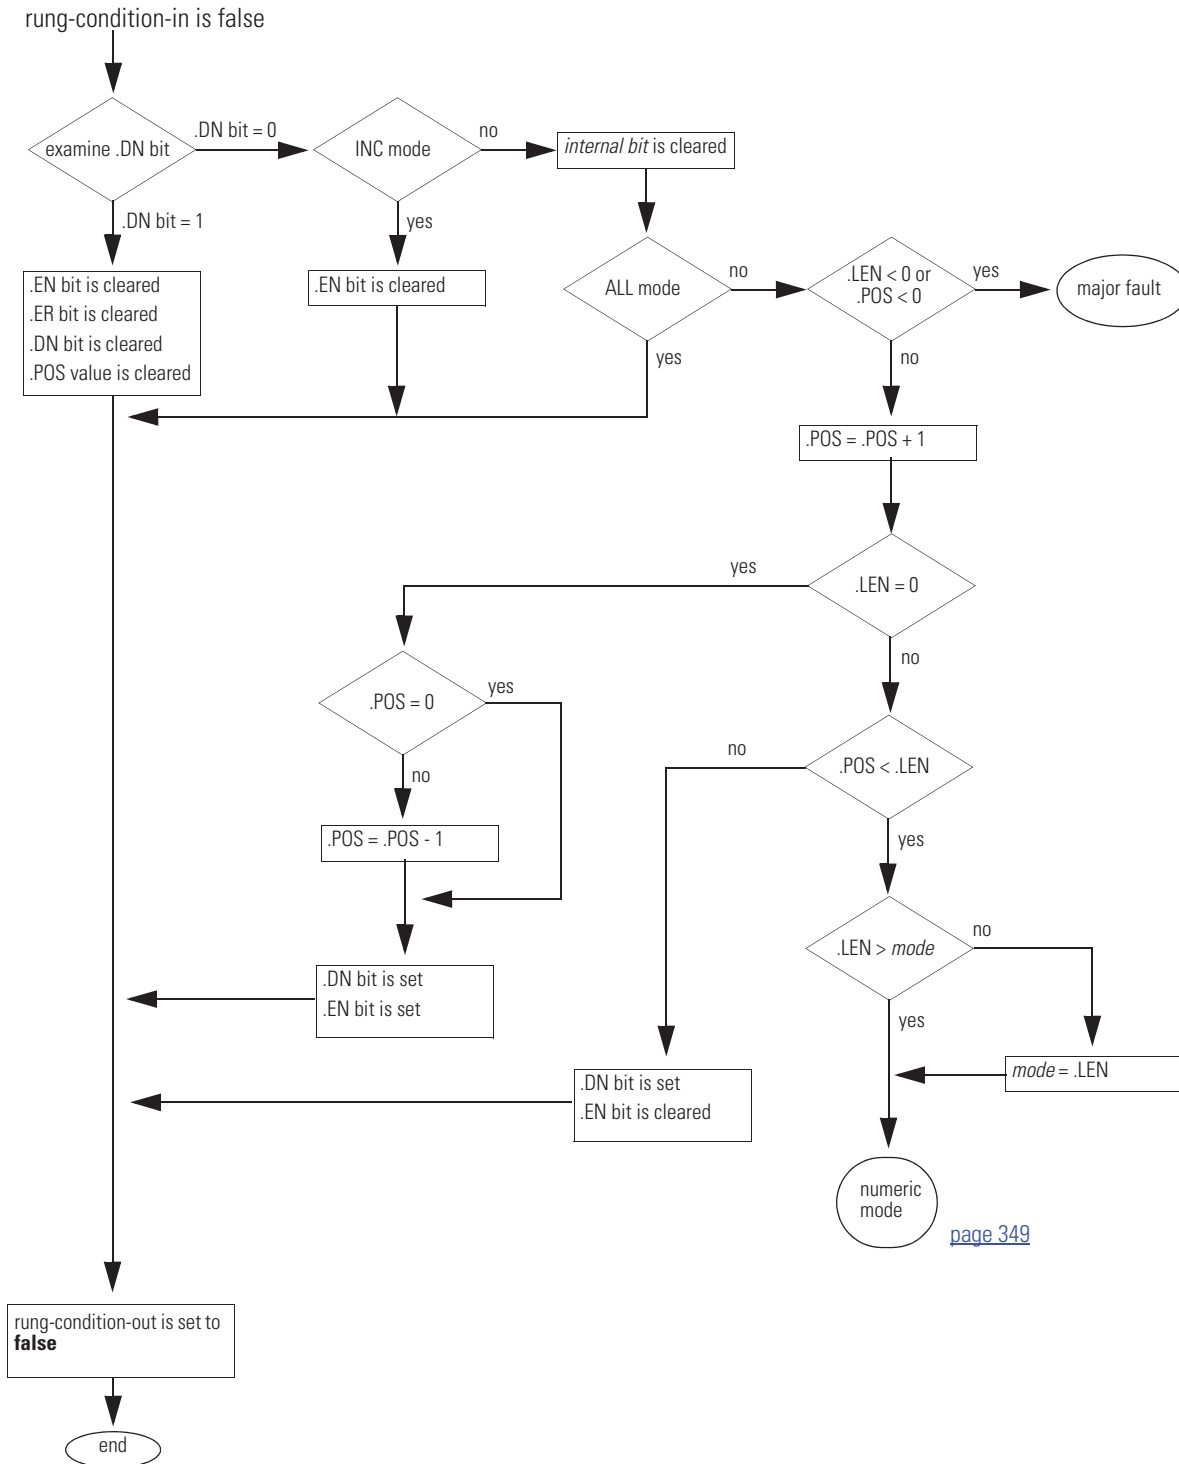 rung-condition-in is false
examine .DN bit
.DN bit = 0
INC mode
no
internal bit is cleared
.DN bit = 1
yes
.EN bit is cleared
.ER bit is cleared
.DN bit is cleared
.POS value is cleared
.EN bit is cleared
ALL mode
no
.LEN < 0 or
.POS < 0
yes
major fault
yes
no
.POS = .POS + 1
yes
.LEN = 0
no
.POS = 0
yes
no
no
.POS < .LEN
.POS = .POS - 1
yes
.LEN > mode
no
.DN bit is set
.EN bit is set
yes
mode = .LEN
.DN bit is set
.EN bit is cleared
numeric
mode
page 349
rung-condition-out is set to
false
end